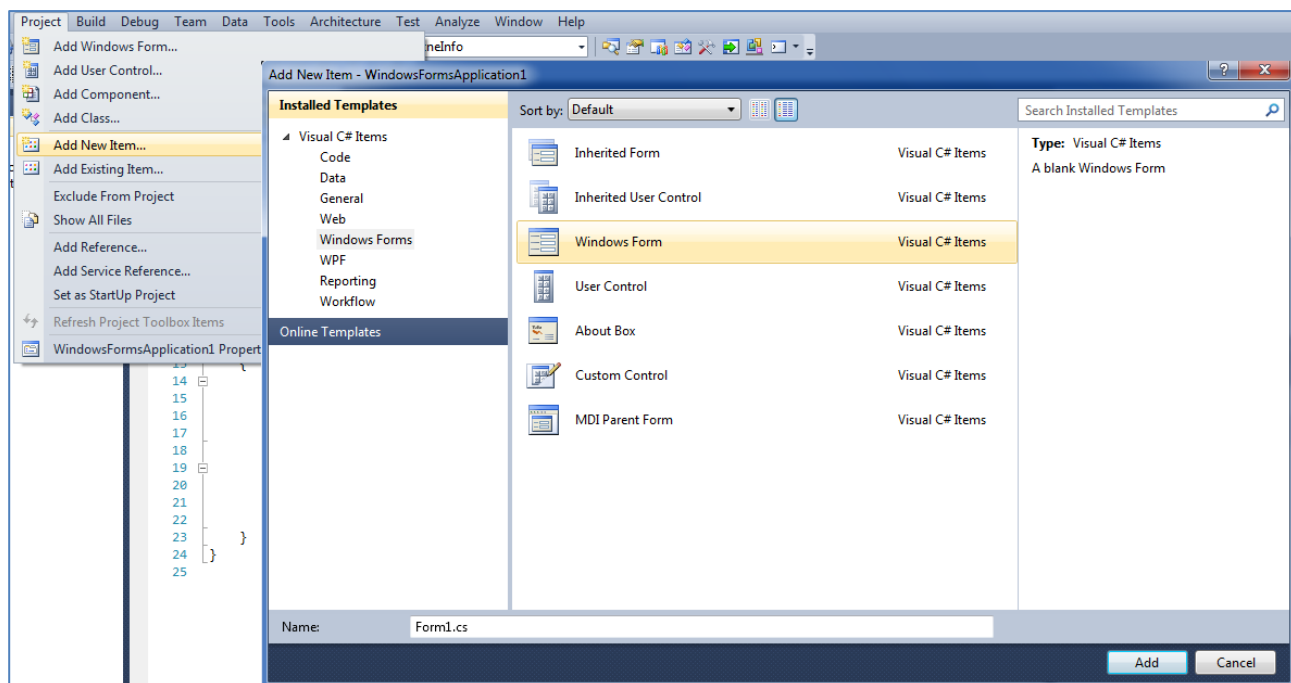 Project Build Debug Team Data Tools Architecture Test Analyze Window Help
Add Windows Form...
Add User Control...
Add Component...
Add Class...
Add New Item...
Add Existing Item...
Exclude From Project
Show All Files
Add Reference...
Add Service Reference...
Set as StartUp Project
Refresh Project Toolbox Items
WindowsFormsApplication1 Propert
neInfo
Add New Item - WindowsFormsApplication1
Installed Templates
Visual C# Items
Code
Data
General
Web
Windows Forms
WPF
Reporting
Workflow
Online Templates
Sort by: Default
Inherited Form Visual C# Items
Inherited User Control Visual C# Items
Windows Form Visual C# Items
User Control Visual C# Items
About Box Visual C# Items
Custom Control Visual C# Items
MDI Parent Form Visual C# Items
Search Installed Templates
Type: Visual C# Items
A blank Windows Form
14
15
16
17
18
19
20
21
22
23 }
24 }
25
Name: Form1.cs
Add Cancel